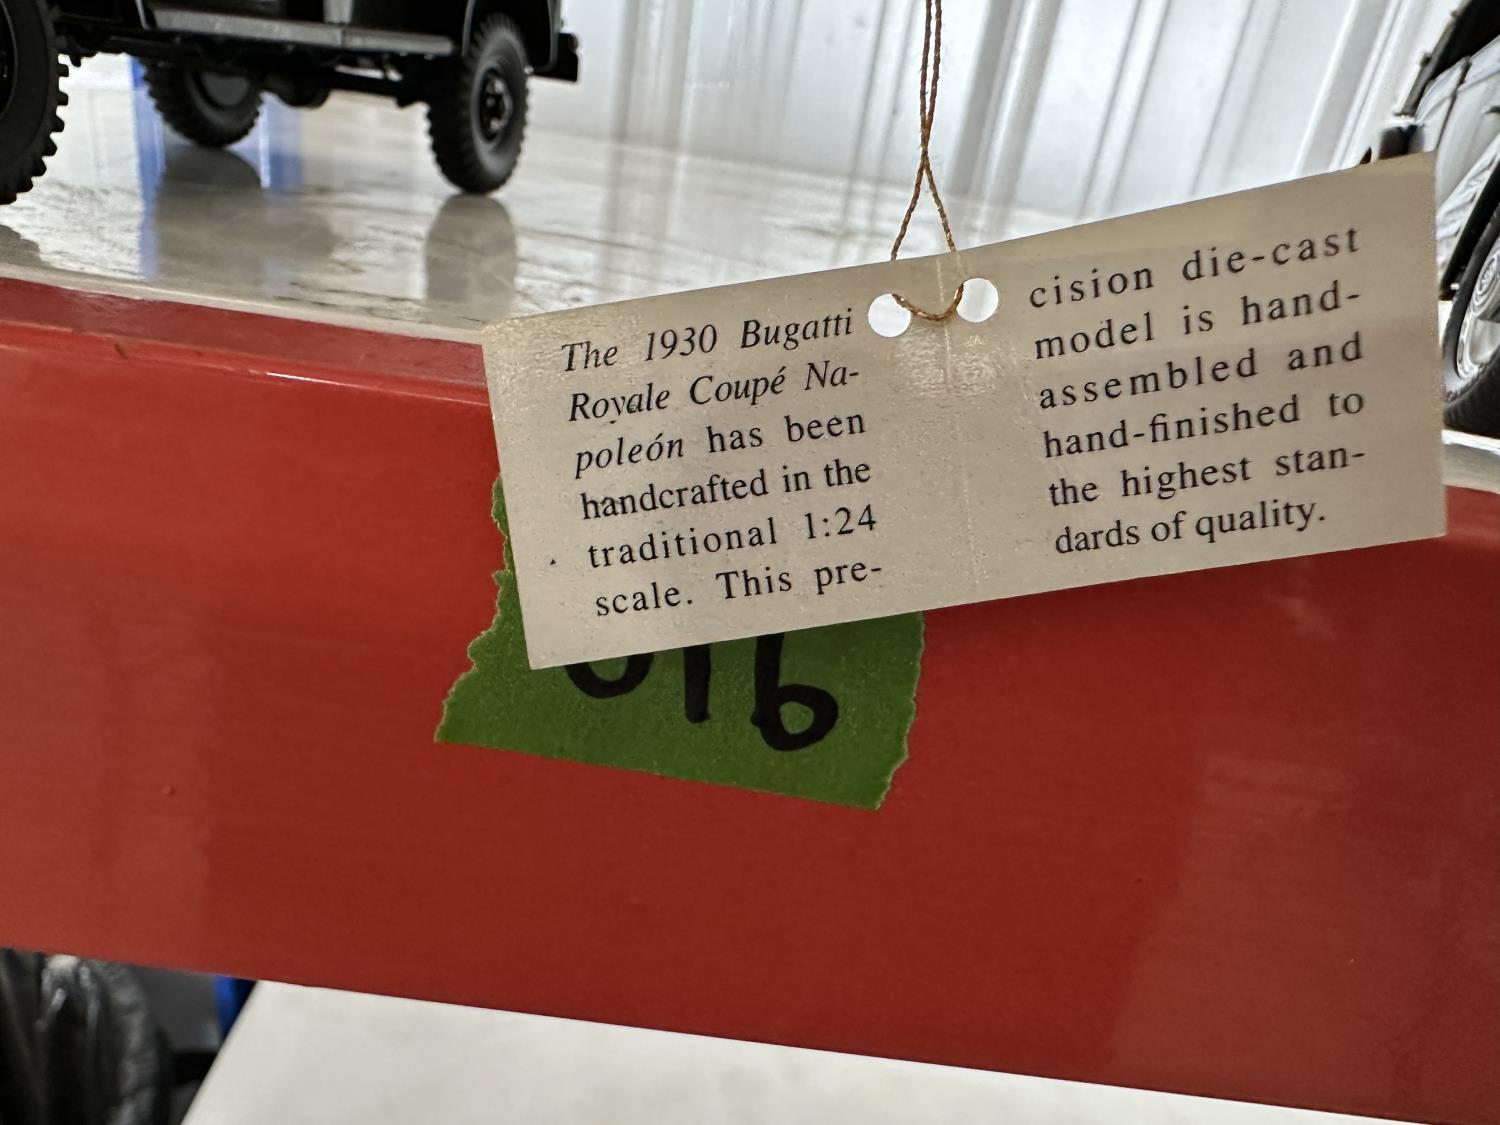 The 1930 Bugatti
Royale Coupé Na-
poleón has been
handcrafted in the
traditional 1:24
scale. This pre-
cision die-cast
model is hand-
assembled and
hand-finished to
the highest stan-
dards of quality.